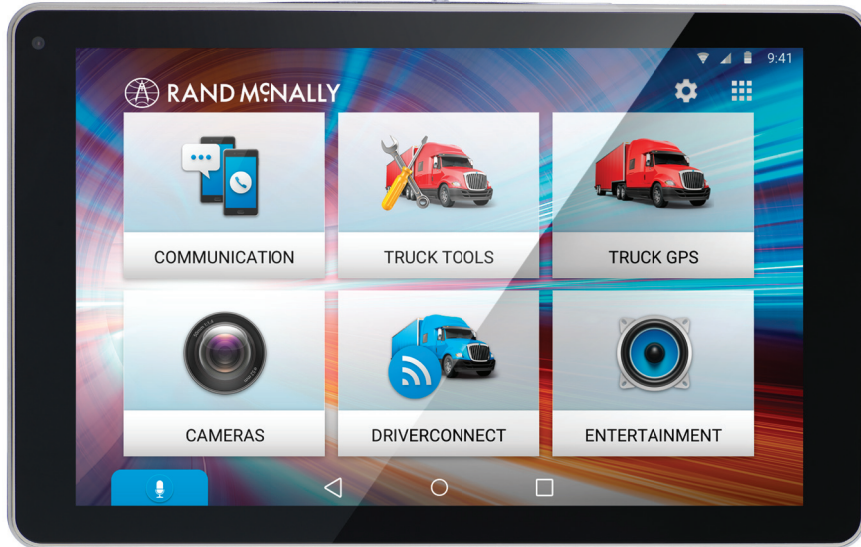 9:41
RAND MCNALLY
COMMUNICATION
TRUCK TOOLS
TRUCK GPS
CAMERAS
DRIVERCONNECT
ENTERTAINMENT